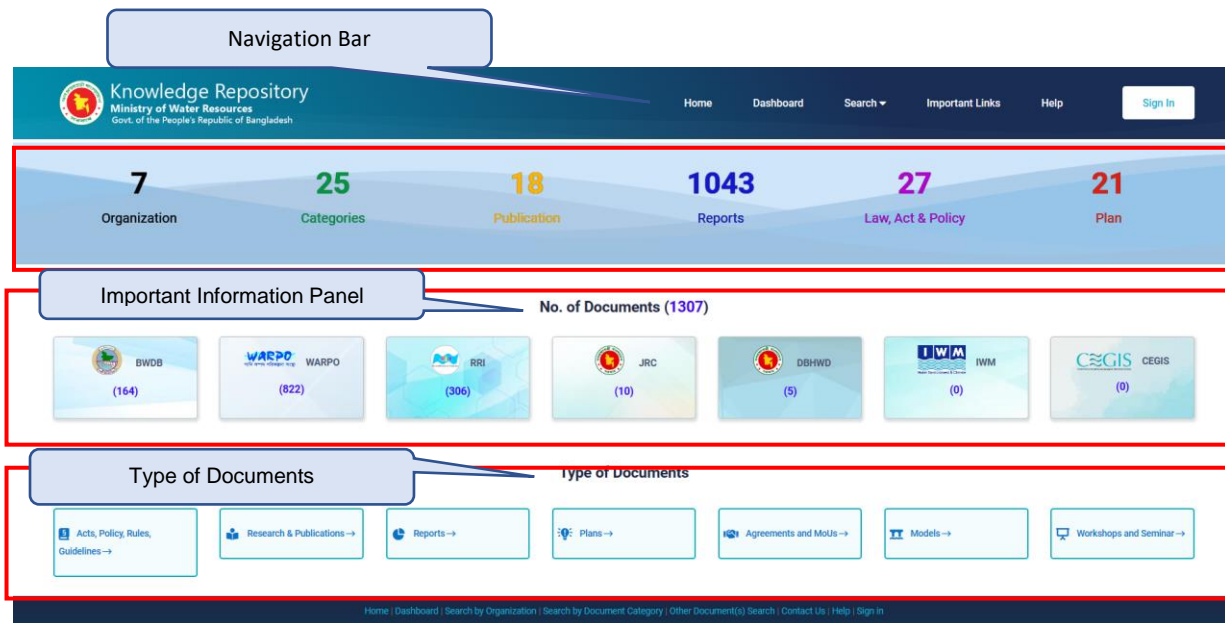 Navigation Bar
Knowledge Repository
Ministry of Water Resources
Govt. of the People's Republic of Bangladesh
Home Dashboard Search Important Links Help Sign In
7 25 18 1043 27 21
Organization Categories Publication Reports Law, Act & Policy Plan
Important Information Panel
No. of Documents (1307)
BWDB WARPO WARPO RRI JRC DBHWD IWM IWM CEGIS CEGIS
(164) (822) (306) (10) (5) (0) (0)
Type of Documents
Type of Documents
Acts, Policy, Rules, Guidelines→
Research & Publications→
Reports→
Plans→
Agreements and MoUs→
Models→
Workshops and Seminar→
Home | Dashboard | Search by Organization | Search by Document Category | Other Document(s) Search | Contact Us | Help | Sign in